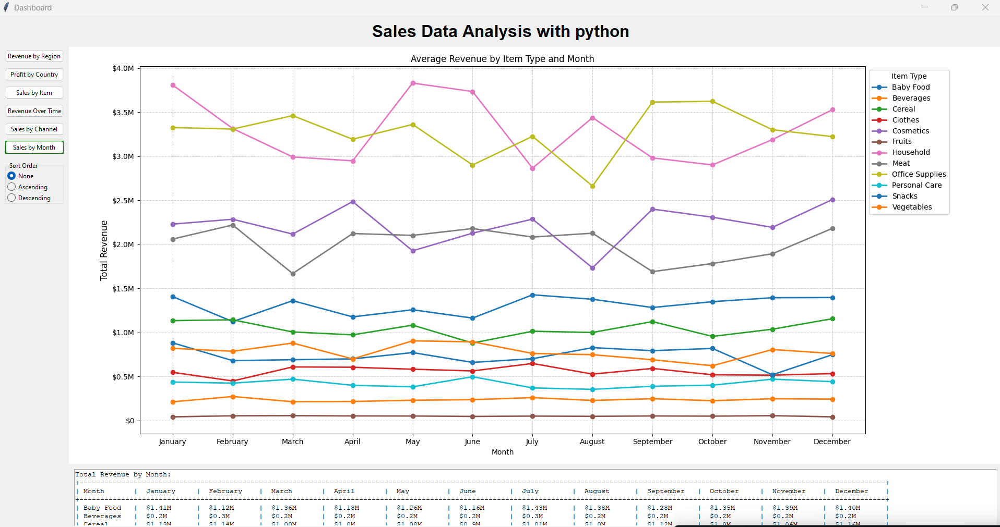 Dashboard
Sales Data Analysis with python
Revenue by Region
Profit by Country
Sales by Item
Revenue Over Time
Sales by Channel
Sales by Month
Sort Order
None
Ascending
Descending
Average Revenue by Item Type and Month
$4.0M
$3.5M
$3.0M
$2.5M
$2.0M
$1.5M
$1.0M
$0.5M
$0
Total Revenue
January February March April May June July August September October November December
Month
Item Type
Baby Food
Beverages
Cereal
Clothes
Cosmetics
Fruits
Household
Meat
Office Supplies
Personal Care
Snacks
Vegetables
Total Revenue by Month:
| Month | January | February | March | April | May | June | July | August | September | October | November | December |
| Baby Food | $1.41M | $1.12M | $1.36M | $1.18M | $1.26M | $1.16M | $1.43M | $1.38M | $1.28M | $1.35M | $1.39M | $1.40M |
| Beverages | $0.2M | $0.3M | $0.2M | $0.2M | $0.2M | $0.2M | $0.3M | $0.2M | $0.2M | $0.2M | $0.2M | $0.2M |
| Cereal | $1.13M | $1.14M | $1.00M | $1.0M | $1.08M | $0.9M | $1.01M | $1.0M | $1.12M | $1.0M | $1.04M | $1.16M |